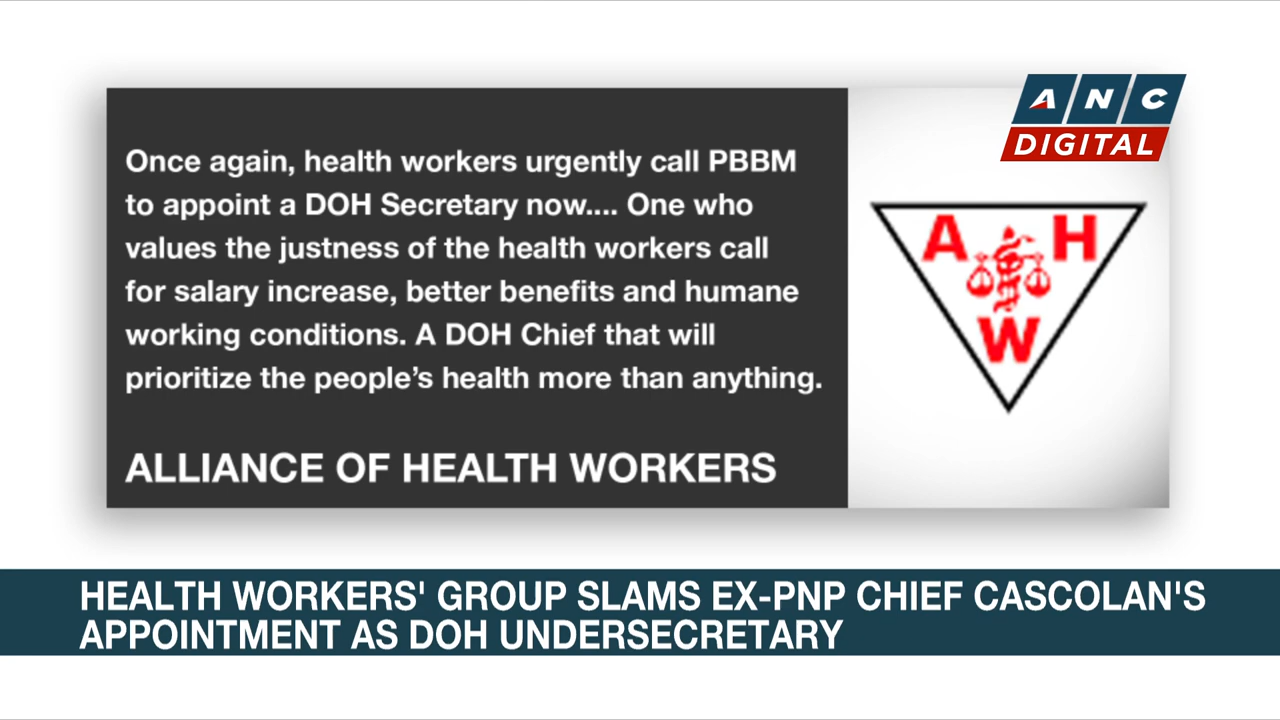 ANC
DIGITAL
Once again, health workers urgently call PBBM
to appoint a DOH Secretary now.... One who
values the justness of the health workers call
for salary increase, better benefits and humane
working conditions. A DOH Chief that will
prioritize the people’s health more than anything.
ALLIANCE OF HEALTH WORKERS
A H
W
HEALTH WORKERS' GROUP SLAMS EX-PNP CHIEF CASCOLAN'S
APPOINTMENT AS DOH UNDERSECRETARY